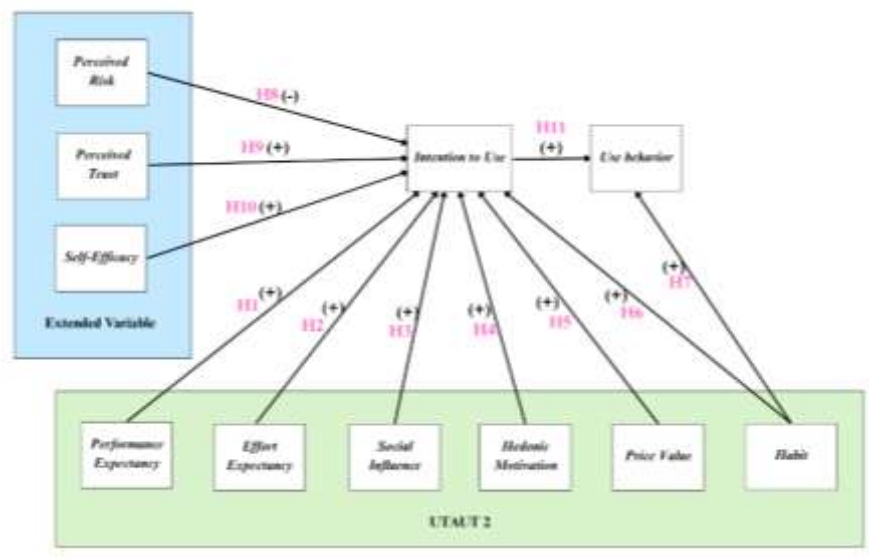 Perceived
Risk
H8 (-)
H11
(+)
Perceived
Trust
H9 (+)
Intention to Use
Use behavior
H10 (+)
Self-Efficacy
Extended Variable
(+)
H1
(+)
H2
(+)
H3
(+)
H4
(+)
H5
(+)
H6
(+)
H7
Performance
Expectancy
Effort
Expectancy
Social
Influence
Hedonic
Motivation
Price Value
Habit
UTAUT 2